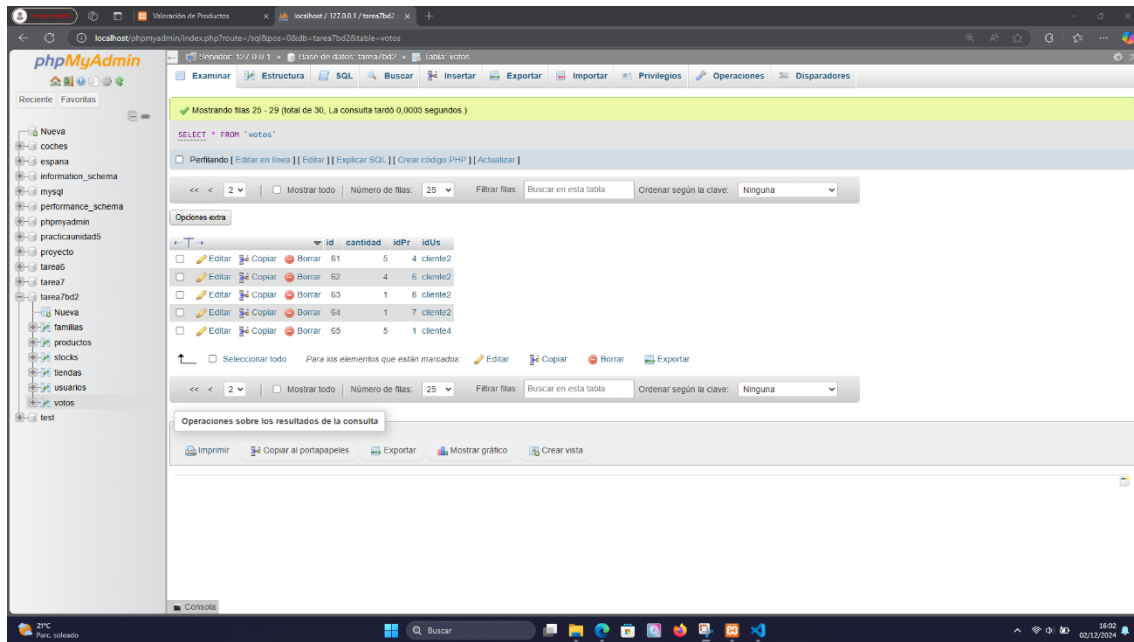 Valoración de Productos
localhost / 127.0.0.1 / tarea7bd2 /
localhost/phpmyadmin/index.php?route=/sql&pos=0&db=tarea7bd2&table=votos
phpMyAdmin
Reciente Favoritas
Nueva
coches
espana
information_schema
mysql
performance_schema
phpmyadmin
practicaunidad5
proyecto
tarea6
tarea7
tarea7bd2
Nueva
familias
productos
stocks
tiendas
usuarios
votos
test
Servidor: 127.0.0.1 » Base de datos: tarea7bd2 » Tabla: votos
Examinar Estructura SQL Buscar Insertar Exportar Importar Privilegios Operaciones Disparadores
Mostrando filas 25 - 29 (total de 30, La consulta tardó 0,0003 segundos.)
SELECT * FROM `votos`
Perfilando [ Editar en línea ] [ Editar ] [ Explicar SQL ] [ Crear código PHP ] [ Actualizar ]
<< < 2 Mostrar todo Número de filas: 25 Filtrar filas: Buscar en esta tabla Ordenar según la clave: Ninguna
Opciones extra
←T→ id cantidad idPr idUs
Editar Copiar Borrar 61 5 4 cliente2
Editar Copiar Borrar 62 4 6 cliente2
Editar Copiar Borrar 63 1 8 cliente2
Editar Copiar Borrar 64 1 7 cliente2
Editar Copiar Borrar 65 5 1 cliente4
Seleccionar todo Para los elementos que están marcados: Editar Copiar Borrar Exportar
<< < 2 Mostrar todo Número de filas: 25 Filtrar filas: Buscar en esta tabla Ordenar según la clave: Ninguna
Operaciones sobre los resultados de la consulta
Imprimir Copiar al portapapeles Exportar Mostrar gráfico Crear vista
Consola
21°C
Parc. soleado
Buscar
16:02
02/12/2024